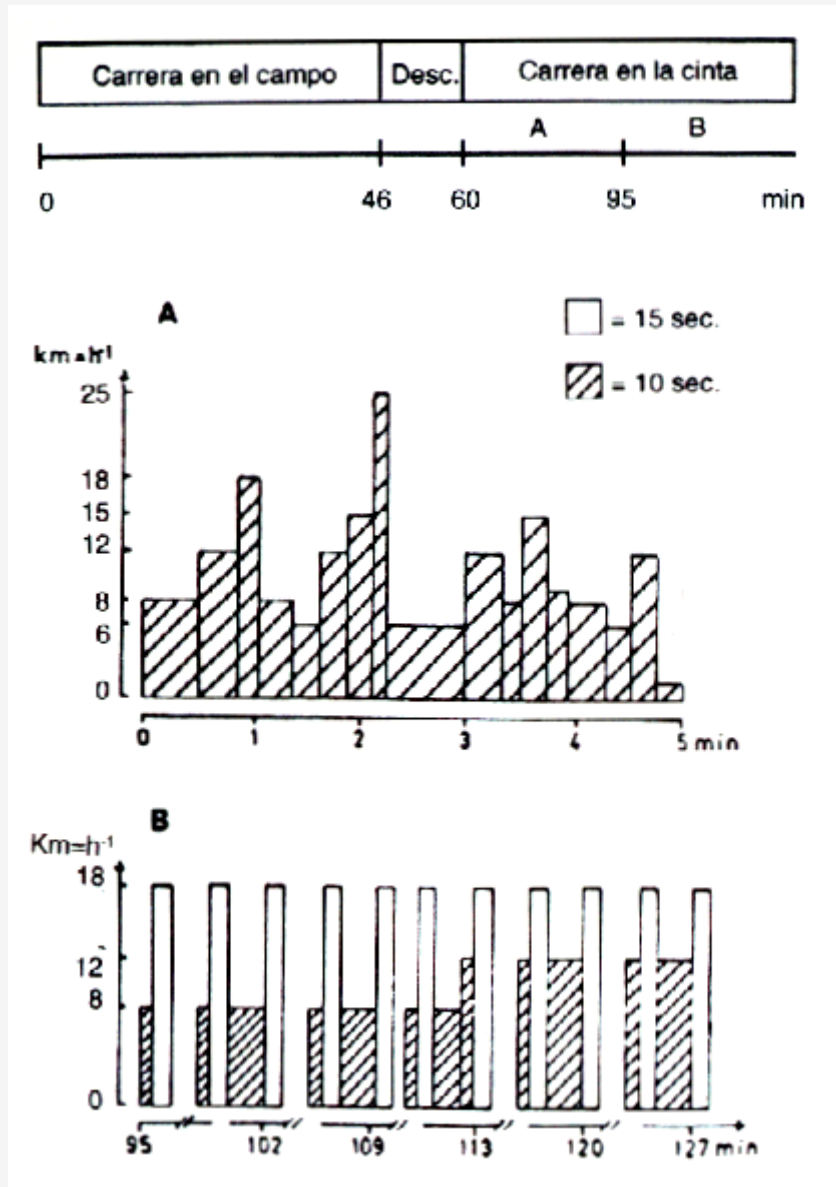 Carrera en el campo Desc. Carrera en la cinta
A B
0 46 60 95 min
A
= 15 sec.
km=h-1
= 10 sec.
25
18
15
12
8
6
0
0 1 2 3 4 5 min
B
Km=h-1
18
12
8
0
95 102 109 113 120 127 min